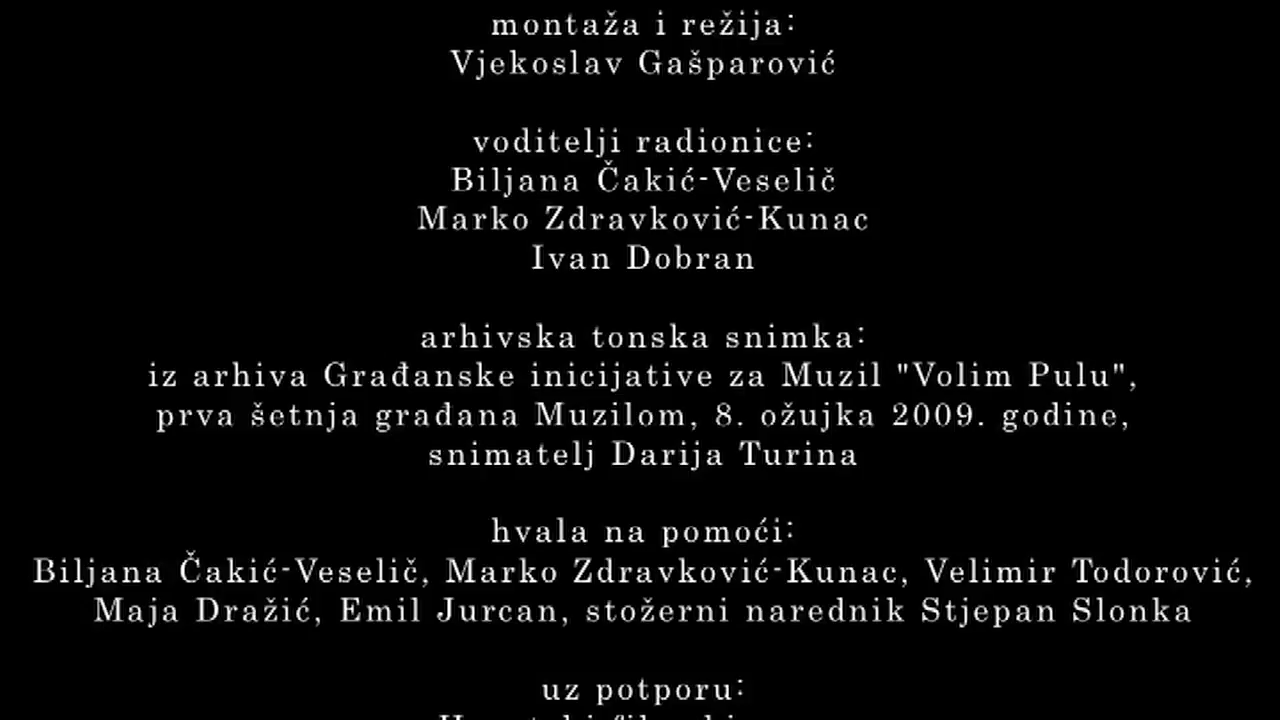 montaža i režija:
Vjekoslav Gašparović
voditelji radionice:
Biljana Čakić-Veselič
Marko Zdravković-Kunac
Ivan Dobran
arhivska tonska snimka:
iz arhiva Građanske inicijative za Muzil "Volim Pulu",
prva šetnja građana Muzilom, 8. ožujka 2009. godine,
snimatelj Darija Turina
hvala na pomoći:
Biljana Čakić-Veselič, Marko Zdravković-Kunac, Velimir Todorović,
Maja Dražić, Emil Jurcan, stožerni narednik Stjepan Slonka
uz potporu: